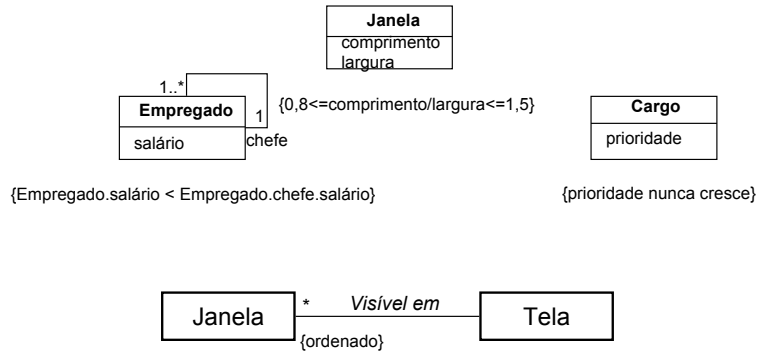 Janela
comprimento
largura
1..*
Empregado
1
salário
chefe
{0,8<=comprimento/largura<=1,5}
Cargo
prioridade
{Empregado.salário < Empregado.chefe.salário}
{prioridade nunca cresce}
Janela
*
Visível em
Tela
{ordenado}